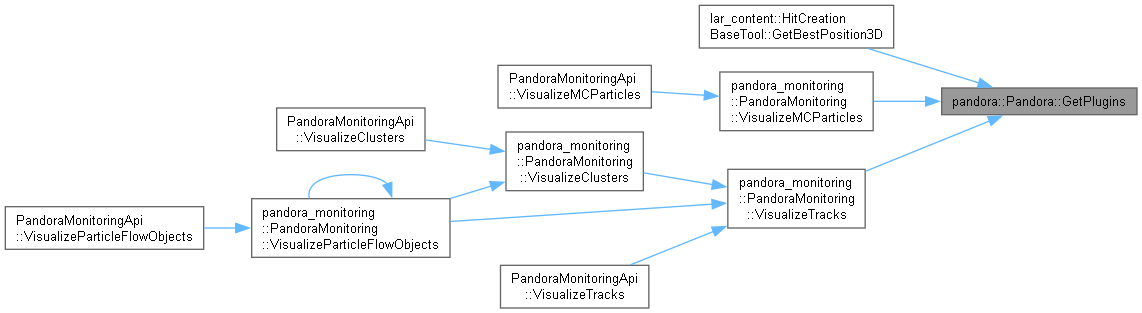 lar_content::HitCreation
BaseTool::GetBestPosition3D
PandoraMonitoringApi
::VisualizeMCParticles
pandora_monitoring
::PandoraMonitoring
::VisualizeMCParticles
pandora::Pandora::GetPlugins
PandoraMonitoringApi
::VisualizeClusters
pandora_monitoring
::PandoraMonitoring
::VisualizeClusters
pandora_monitoring
::PandoraMonitoring
::VisualizeTracks
PandoraMonitoringApi
::VisualizeParticleFlowObjects
pandora_monitoring
::PandoraMonitoring
::VisualizeParticleFlowObjects
PandoraMonitoringApi
::VisualizeTracks